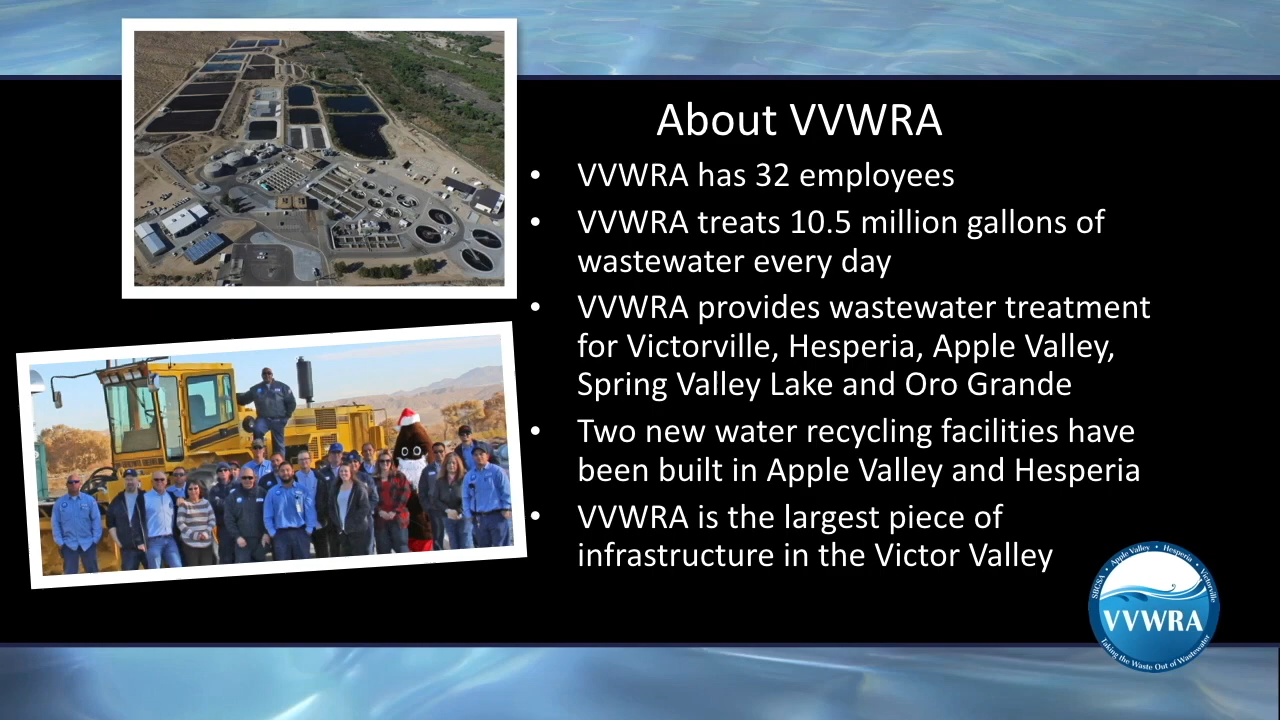 About VVWRA
• VVWRA has 32 employees
• VVWRA treats 10.5 million gallons of
wastewater every day
• VVWRA provides wastewater treatment
for Victorville, Hesperia, Apple Valley,
Spring Valley Lake and Oro Grande
• Two new water recycling facilities have
been built in Apple Valley and Hesperia
• VVWRA is the largest piece of
infrastructure in the Victor Valley
SBCSA • Apple Valley • Hesperia • Victorville
VVWRA
Taking the Waste Out of Wastewater